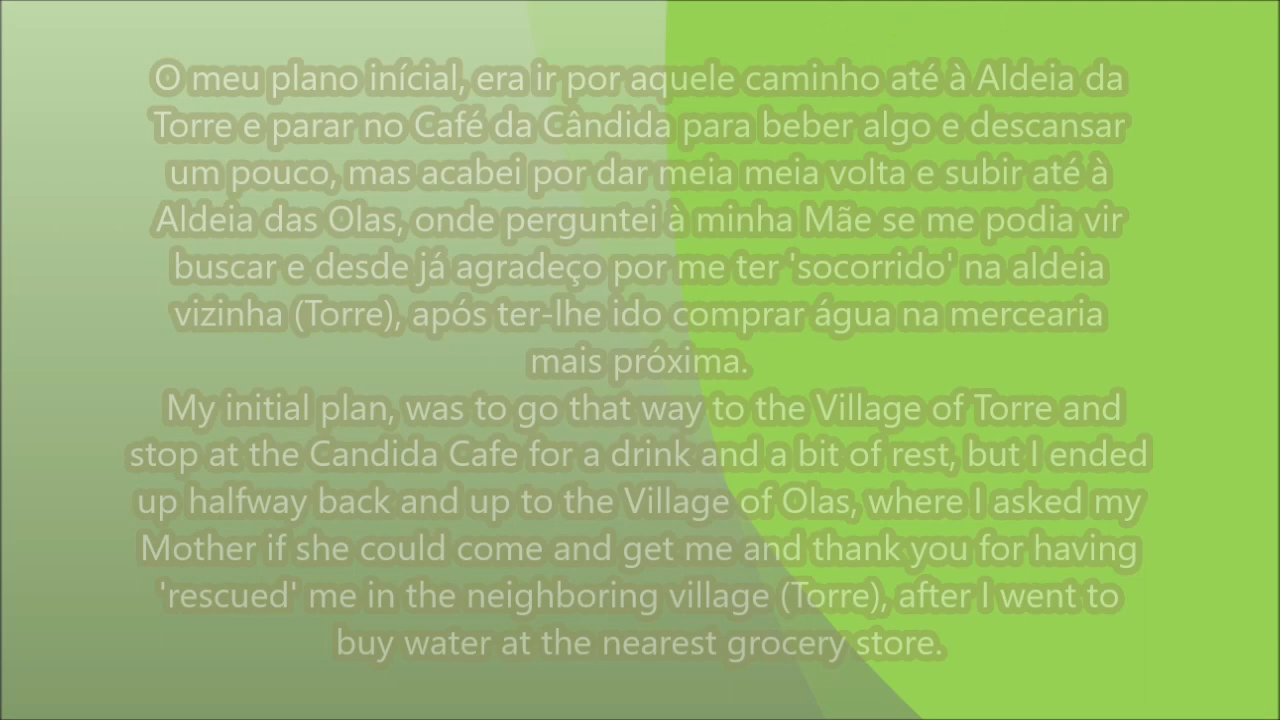 O meu plano inícial, era ir por aquele caminho até à Aldeia da
Torre e parar no Café da Cândida para beber algo e descansar
um pouco, mas acabei por dar meia meia volta e subir até à
Aldeia das Olas, onde perguntei à minha Mãe se me podia vir
buscar e desde já agradeço por me ter 'socorrido' na aldeia
vizinha (Torre), após ter-lhe ido comprar água na mercearia
mais próxima.
My initial plan, was to go that way to the Village of Torre and
stop at the Candida Cafe for a drink and a bit of rest, but I ended
up halfway back and up to the Village of Olas, where I asked my
Mother if she could come and get me and thank you for having
'rescued' me in the neighboring village (Torre), after I went to
buy water at the nearest grocery store.